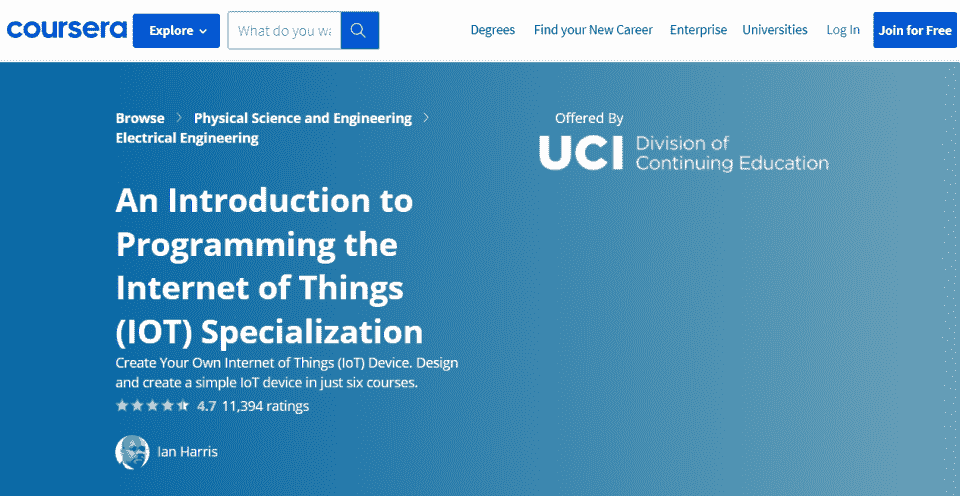 coursera Explore What do you wa Degrees Find your New Career Enterprise Universities Log In Join for Free
Browse > Physical Science and Engineering >
Electrical Engineering
Offered By
UCI Division of
Continuing Education
An Introduction to
Programming the
Internet of Things
(IOT) Specialization
Create Your Own Internet of Things (IoT) Device. Design
and create a simple IoT device in just six courses.
4.7 11,394 ratings
Ian Harris